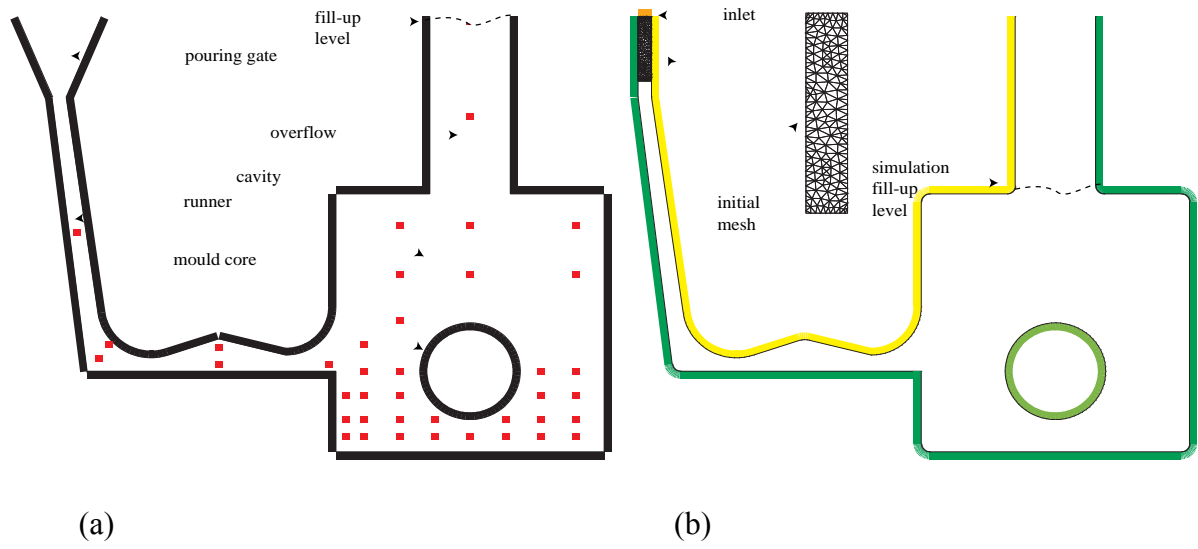 fill-up
level
pouring gate
overflow
cavity
runner
mould core
inlet
simulation
fill-up
level
initial
mesh
(a)
(b)